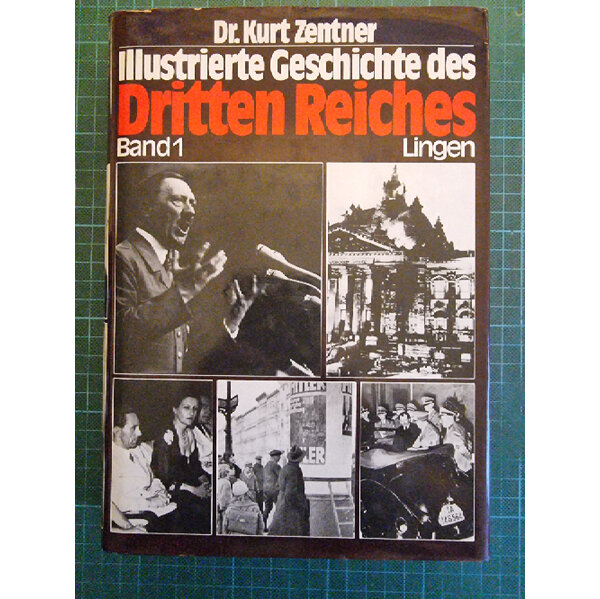 Dr. Kurt Zentner
Illustrierte Geschichte des
Dritten Reiches
Band 1
Lingen